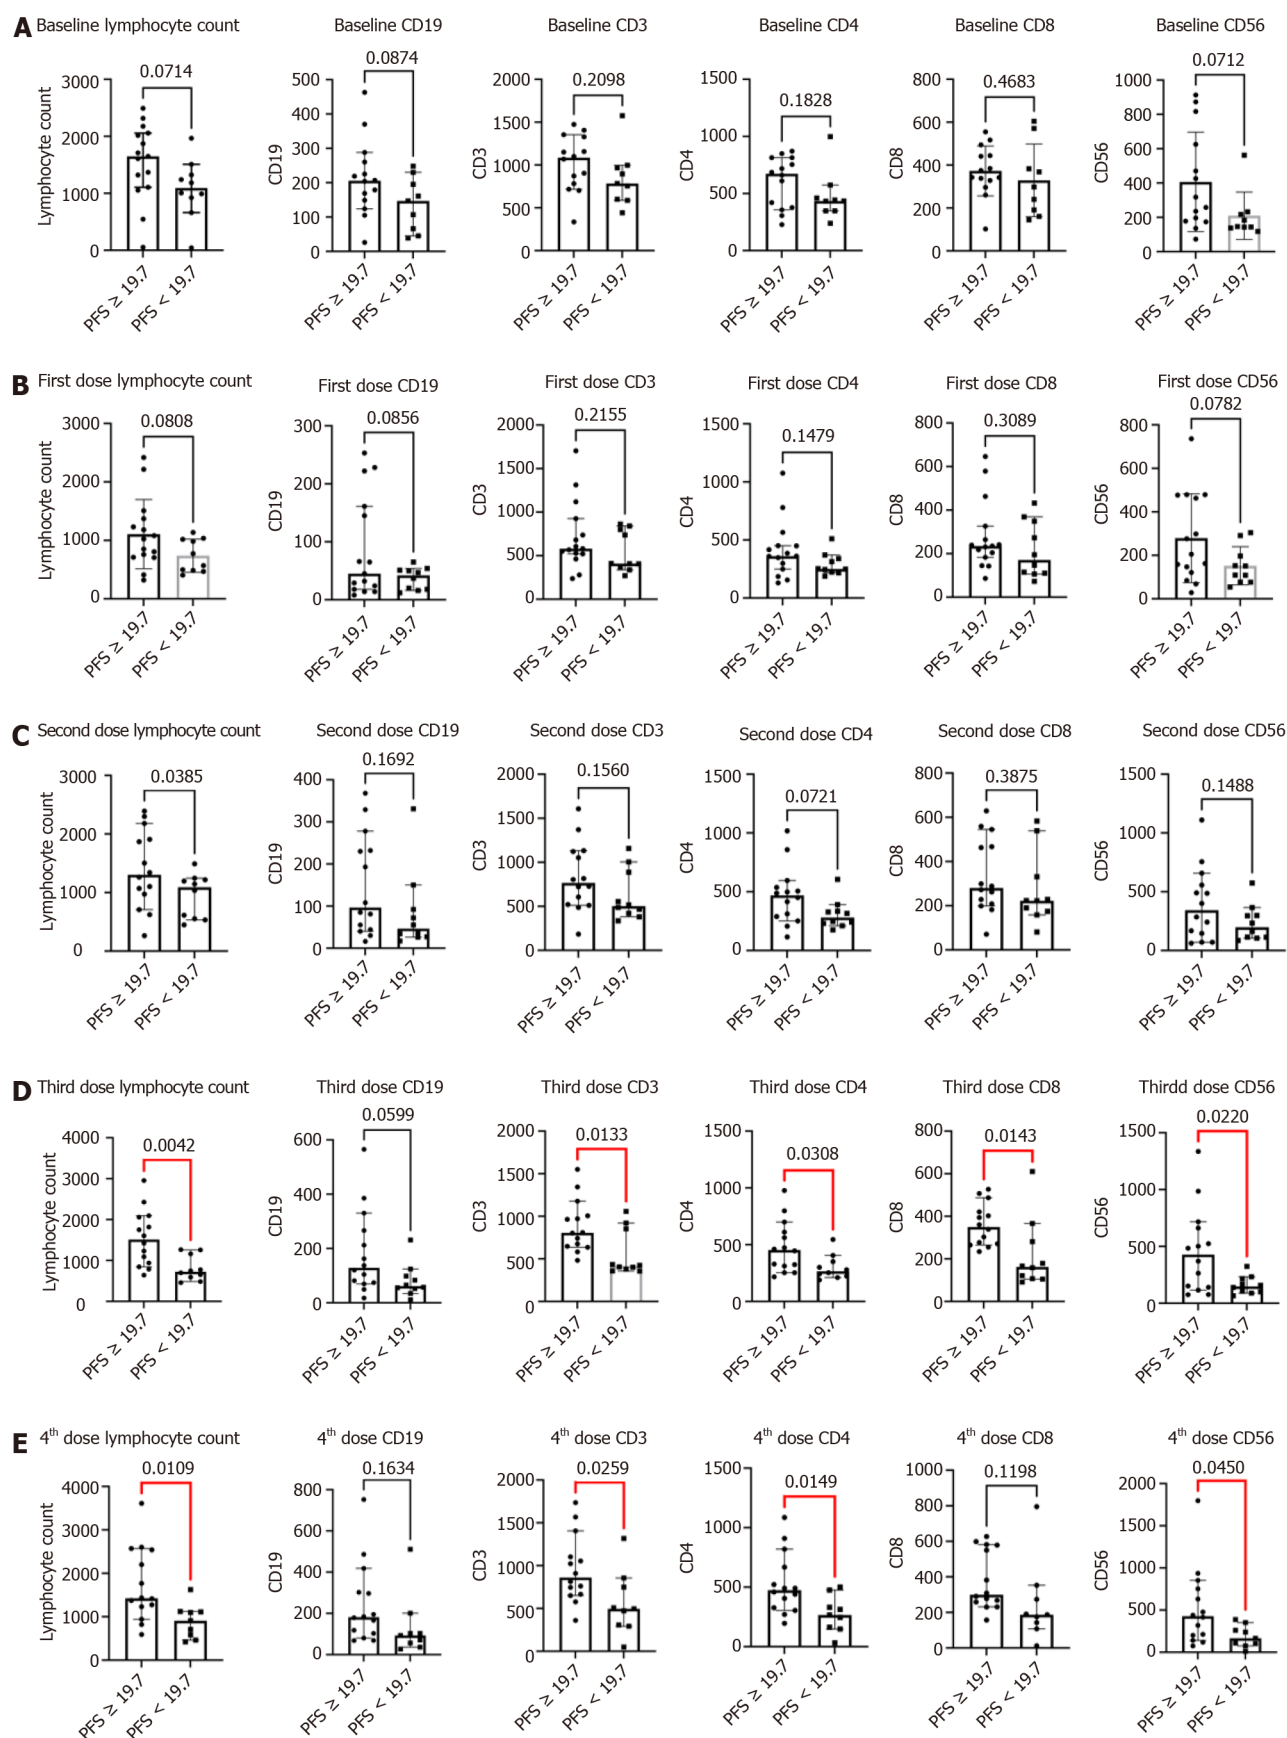 A Baseline lymphocyte count Baseline CD19 Baseline CD3 Baseline CD4 Baseline CD8 Baseline CD56
0.0714 0.0874 0.2098 0.1828 0.4683 0.0712
Lymphocyte count 3000 2000 1000 0
CD19 500 400 300 200 100 0
CD3 2000 1500 1000 500 0
CD4 1500 1000 500 0
CD8 800 600 400 200 0
CD56 1000 800 600 400 200 0
PFS ≥ 19.7 PFS < 19.7 PFS ≥ 19.7 PFS < 19.7 PFS ≥ 19.7 PFS < 19.7 PFS ≥ 19.7 PFS < 19.7 PFS ≥ 19.7 PFS < 19.7 PFS ≥ 19.7 PFS < 19.7
B First dose lymphocyte count First dose CD19 First dose CD3 First dose CD4 First dose CD8 First dose CD56
0.0808 0.0856 0.2155 0.1479 0.3089 0.0782
Lymphocyte count 3000 2000 1000 0
CD19 300 200 100 0
CD3 2000 1500 1000 500 0
CD4 1500 1000 500 0
CD8 800 600 400 200 0
CD56 800 600 400 200 0
PFS ≥ 19.7 PFS < 19.7 PFS ≥ 19.7 PFS < 19.7 PFS ≥ 19.7 PFS < 19.7 PFS ≥ 19.7 PFS < 19.7 PFS ≥ 19.7 PFS < 19.7 PFS ≥ 19.7 PFS < 19.7
C Second dose lymphocyte count Second dose CD19 Second dose CD3 Second dose CD4 Second dose CD8 Second dose CD56
0.0385 0.1692 0.1560 0.0721 0.3875 0.1488
Lymphocyte count 3000 2000 1000 0
CD19 400 300 200 100 0
CD3 2000 1500 1000 500 0
CD4 1500 1000 500 0
CD8 800 600 400 200 0
CD56 1500 1000 500 0
PFS ≥ 19.7 PFS < 19.7 PFS ≥ 19.7 PFS < 19.7 PFS ≥ 19.7 PFS < 19.7 PFS ≥ 19.7 PFS < 19.7 PFS ≥ 19.7 PFS < 19.7 PFS ≥ 19.7 PFS < 19.7
D Third dose lymphocyte count Third dose CD19 Third dose CD3 Third dose CD4 Third dose CD8 Thirdd dose CD56
0.0042 0.0599 0.0133 0.0308 0.0143 0.0220
Lymphocyte count 4000 3000 2000 1000 0
CD19 600 400 200 0
CD3 2000 1500 1000 500 0
CD4 1500 1000 500 0
CD8 800 600 400 200 0
CD56 1500 1000 500 0
PFS ≥ 19.7 PFS < 19.7 PFS ≥ 19.7 PFS < 19.7 PFS ≥ 19.7 PFS < 19.7 PFS ≥ 19.7 PFS < 19.7 PFS ≥ 19.7 PFS < 19.7 PFS ≥ 19.7 PFS < 19.7
E 4th dose lymphocyte count 4th dose CD19 4th dose CD3 4th dose CD4 4th dose CD8 4th dose CD56
0.0109 0.1634 0.0259 0.0149 0.1198 0.0450
Lymphocyte count 4000 3000 2000 1000 0
CD19 800 600 400 200 0
CD3 2000 1500 1000 500 0
CD4 1500 1000 500 0
CD8 1000 800 600 400 200 0
CD56 2000 1500 1000 500 0
PFS ≥ 19.7 PFS < 19.7 PFS ≥ 19.7 PFS < 19.7 PFS ≥ 19.7 PFS < 19.7 PFS ≥ 19.7 PFS < 19.7 PFS ≥ 19.7 PFS < 19.7 PFS ≥ 19.7 PFS < 19.7